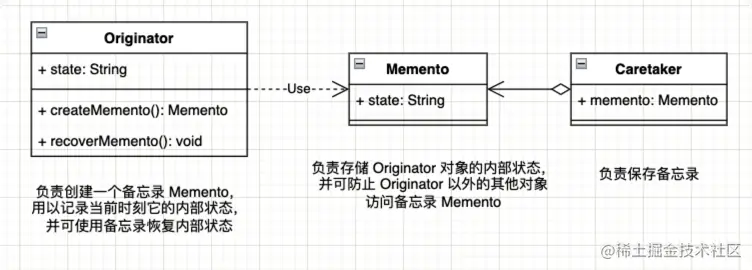 Originator
+ state: String
+ createMemento(): Memento
+ recoverMemento(): void
Use
Memento
+ state: String
Caretaker
+ memento: Memento
负责创建一个备忘录 Memento，
用以记录当前时刻它的内部状态，
并可使用备忘录恢复内部状态
负责存储 Originator 对象的内部状态，
并可防止 Originator 以外的其他对象
访问备忘录 Memento
负责保存备忘录
@稀土掘金技术社区